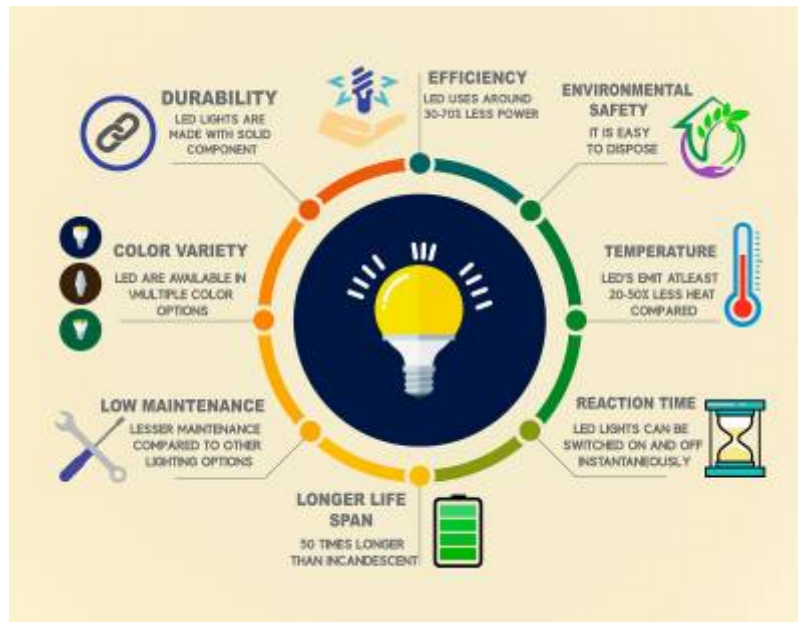 EFFICIENCY
LED USES AROUND
30-70% LESS POWER
ENVIRONMENTAL
SAFETY
IT IS EASY
TO DISPOSE
TEMPERATURE
LED'S EMIT ATLEAST
20-50% LESS HEAT
COMPARED
REACTION TIME
LED LIGHTS CAN BE
SWITCHED ON AND OFF
INSTANTANEOUSLY
LONGER LIFE
SPAN
50 TIMES LONGER
THAN INCANDESCENT
LOW MAINTENANCE
LESSER MAINTENANCE
COMPARED TO OTHER
LIGHTING OPTIONS
COLOR VARIETY
LED ARE AVAILABLE IN
\MULTIPLE COLOR
OPTIONS
DURABILITY
LED LIGHTS ARE
MADE WITH SOLID
COMPONENT